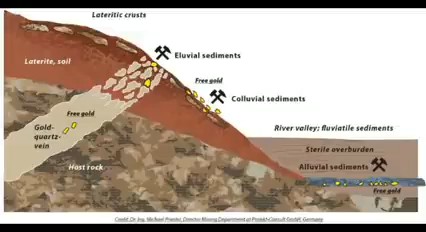 Lateritic crusts
Eluvial sediments
Laterite, soil
Free gold
Colluvial sediments
Free gold
Gold-
quartz-
vein
River valley; fluviatile sediments
Sterile overburden
Alluvial sediments
Host rock
Free gold
Credit: Dr. Ing. Michael Priester, Director Mining Department at Projekt-Consult GmbH, Germany